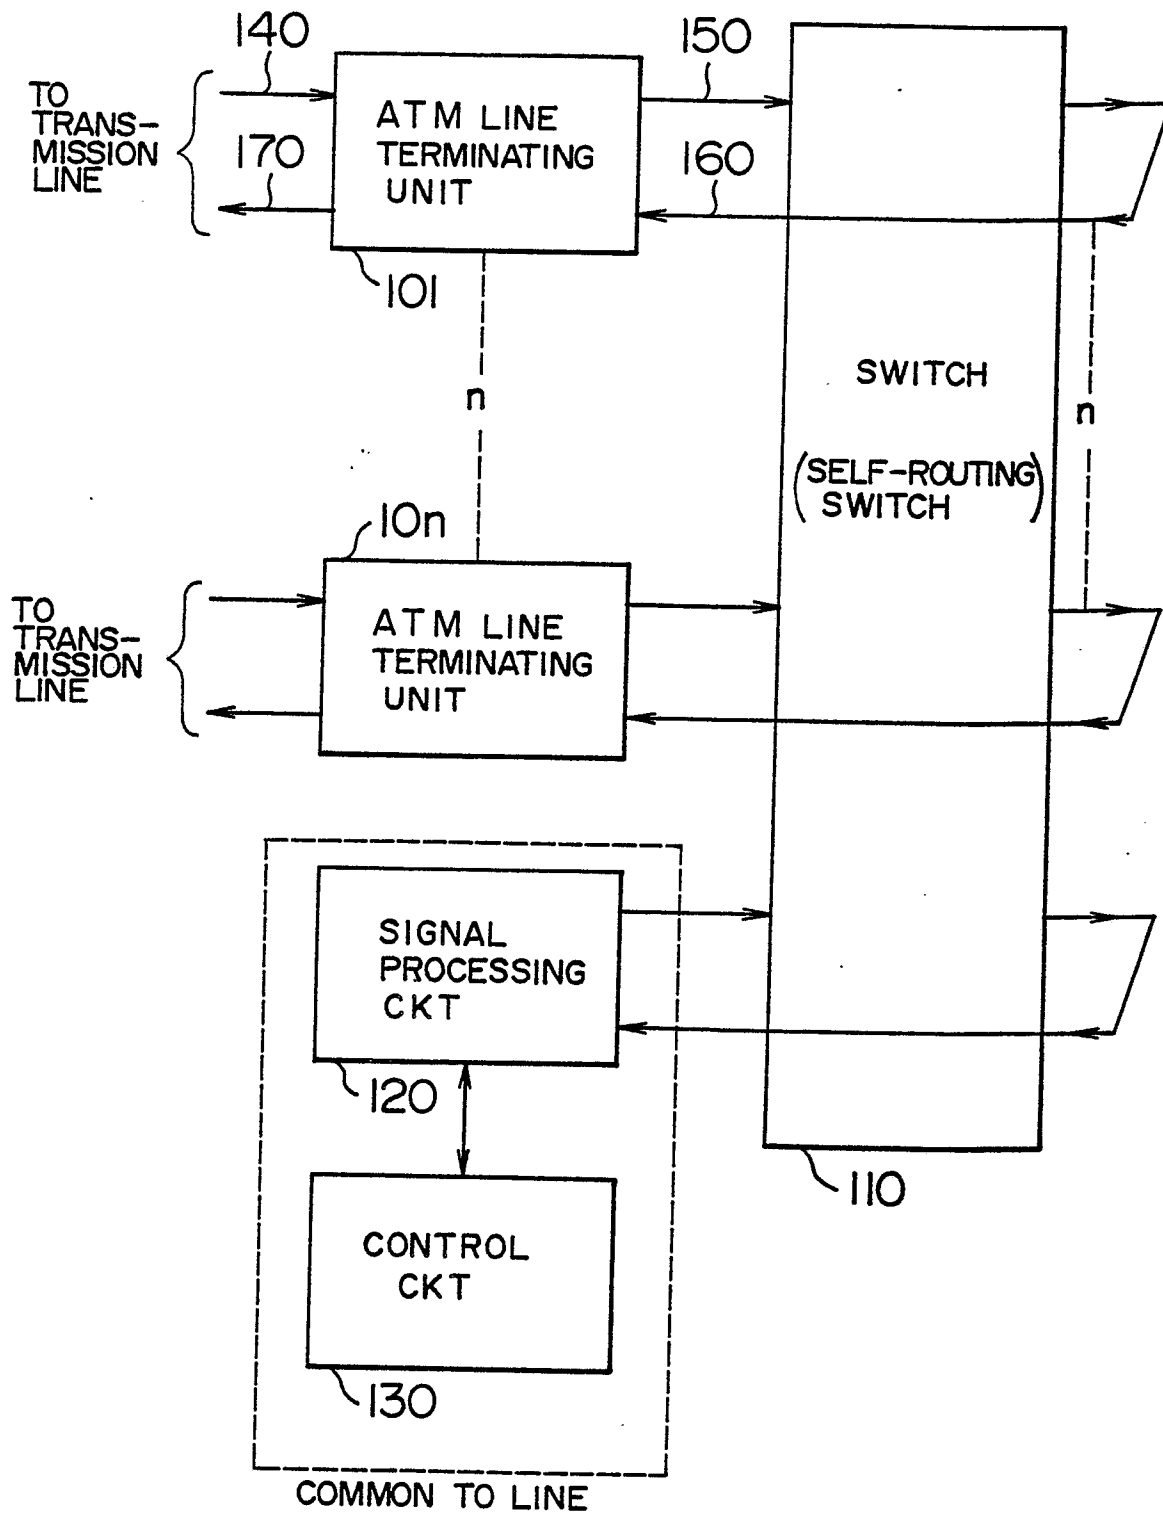 140
150
TO
TRANS-
MISSION
LINE
170
ATM LINE
TERMINATING
UNIT
160
101
n
SWITCH
n
(SELF-ROUTING
SWITCH)
10n
TO
TRANS-
MISSION
LINE
ATM LINE
TERMINATING
UNIT
SIGNAL
PROCESSING
CKT
120
110
CONTROL
CKT
130
COMMON TO LINE